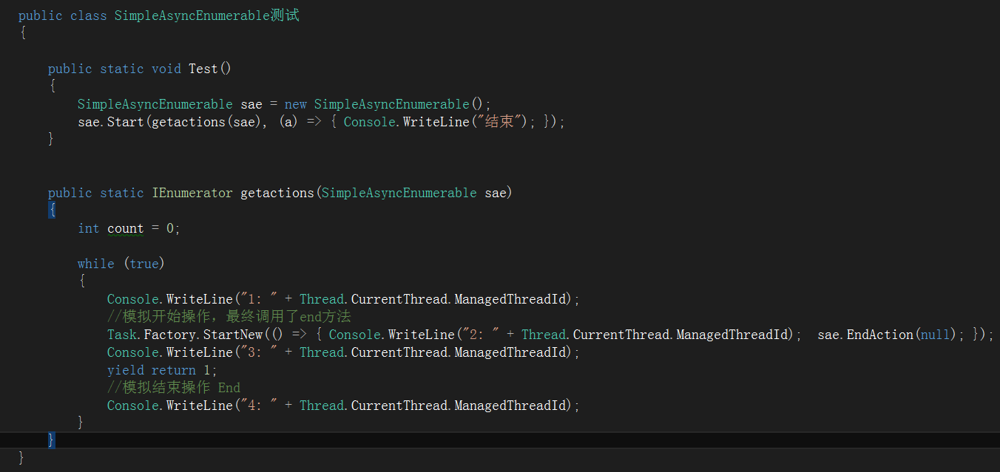 public class SimpleAsyncEnumerable测试
{
public static void Test()
{
SimpleAsyncEnumerable sae = new SimpleAsyncEnumerable();
sae.Start(getactions(sae), (a) => { Console.WriteLine("结束"); });
}
public static IEnumerator getactions(SimpleAsyncEnumerable sae)
{
int count = 0;
while (true)
{
Console.WriteLine("1: " + Thread.CurrentThread.ManagedThreadId);
//模拟开始操作，最终调用了end方法
Task.Factory.StartNew(() => { Console.WriteLine("2: " + Thread.CurrentThread.ManagedThreadId);  sae.EndAction(null); });
Console.WriteLine("3: " + Thread.CurrentThread.ManagedThreadId);
yield return 1;
//模拟结束操作 End
Console.WriteLine("4: " + Thread.CurrentThread.ManagedThreadId);
}
}
}